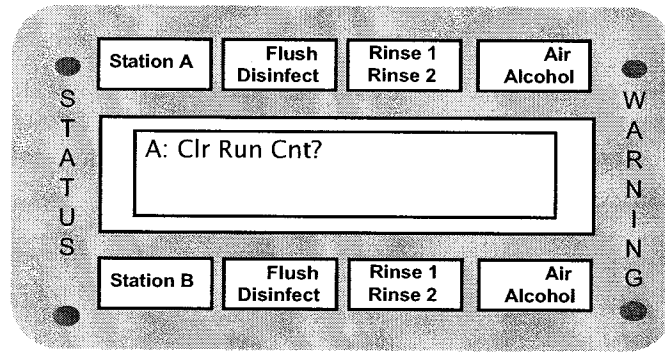 Station A
Flush
Disinfect
Rinse 1
Rinse 2
Air
Alcohol
STATUS
A: Clr Run Cnt?
WARNING
Station B
Flush
Disinfect
Rinse 1
Rinse 2
Air
Alcohol